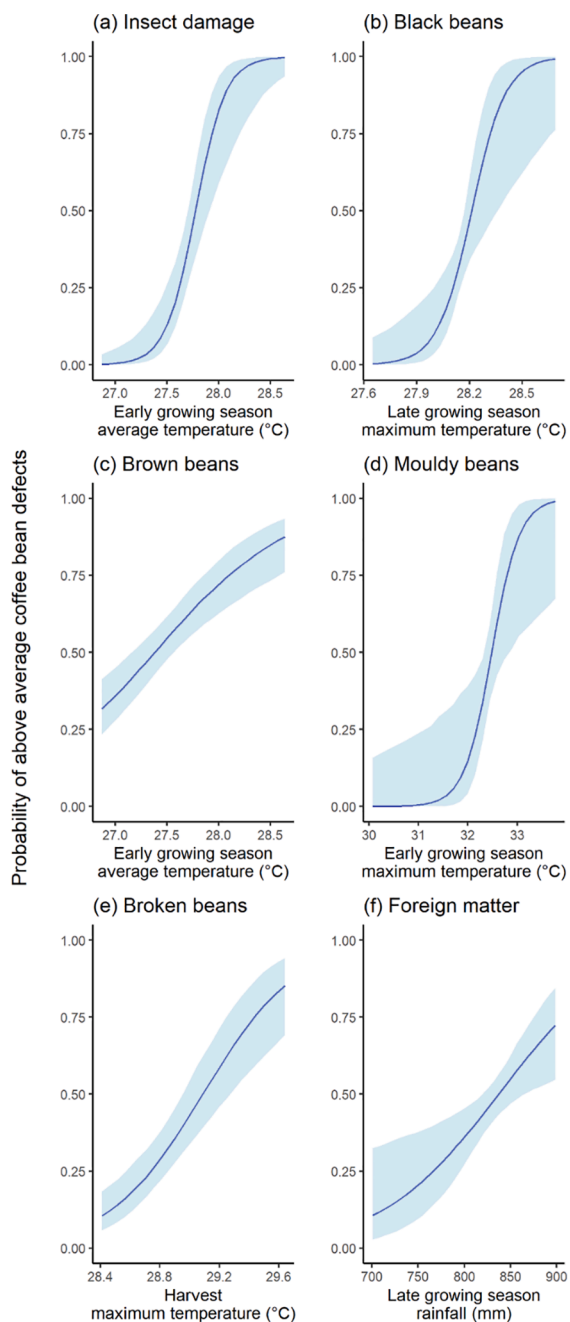 (a) Insect damage
1.00
0.75
0.50
0.25
0.00
27.0 27.5 28.0 28.5
Early growing season
average temperature (°C)
(b) Black beans
1.00
0.75
0.50
0.25
0.00
27.6 27.9 28.2 28.5
Late growing season
maximum temperature (°C)
Probability of above average coffee bean defects
(c) Brown beans
1.00
0.75
0.50
0.25
0.00
27.0 27.5 28.0 28.5
Early growing season
average temperature (°C)
(d) Mouldy beans
1.00
0.75
0.50
0.25
0.00
30 31 32 33
Early growing season
maximum temperature (°C)
(e) Broken beans
1.00
0.75
0.50
0.25
0.00
28.4 28.8 29.2 29.6
Harvest
maximum temperature (°C)
(f) Foreign matter
1.00
0.75
0.50
0.25
0.00
700 750 800 850 900
Late growing season
rainfall (mm)